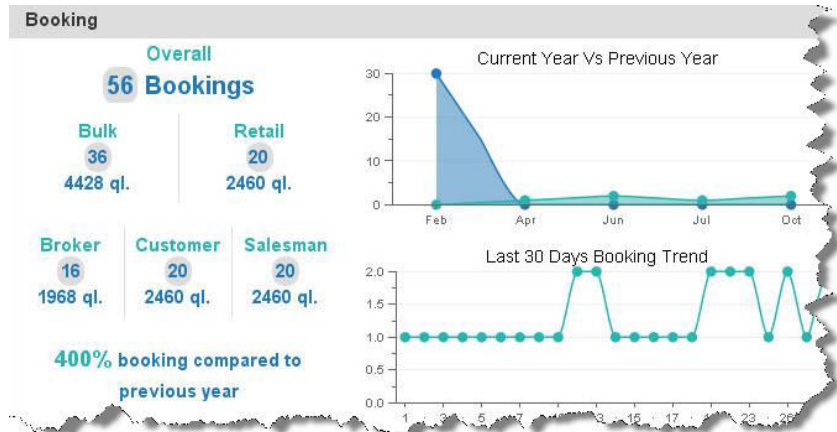 Booking
Overall
56 Bookings
Bulk Retail
36 20
4428 ql. 2460 ql.
Broker Customer Salesman
16 20 20
1968 ql. 2460 ql. 2460 ql.
400% booking compared to
previous year
Current Year Vs Previous Year
30
20
10
0
Feb Apr Jun Jul Oct
Last 30 Days Booking Trend
2.0
1.5
1.0
0.5
0.0
1 3 5 7 15 17 23